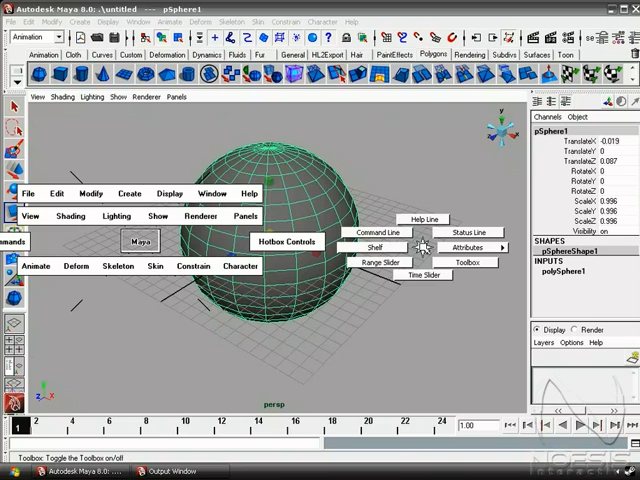 Autodesk Maya 8.0: .\untitled --- pSphere1
File Edit Modify Create Display Window Animate Deform Skeleton Skin Constrain Character Help
Animation
Animation Cloth Custom Deformation Dynamics Fluids Fur General HL2Export Hair PaintEffects Polygons Rendering Subdivs Surfaces Toon
View Shading Lighting Show Renderer Panels
Channels Object
pSphere1
TranslateX -0.019
TranslateY 0
TranslateZ 0.087
RotateX 0
RotateY 0
RotateZ 0
ScaleX 0.996
ScaleY 0.996
ScaleZ 0.996
Visibility on
SHAPES
pSphereShape1
INPUTS
polySphere1
y
z
File Edit Modify Create Display Window Help
View Shading Lighting Show Renderer Panels
mmands Maya Hotbox Controls
Animate Deform Skeleton Skin Constrain Character
Help Line
Command Line Status Line
Shelf Attributes
Range Slider Toolbox
Time Slider
Display Render
Layers Options Help
z x
persp
1 2 4 6 8 10 12 14 16 18 20 22 24 1.00
Toolbox: Toggle the Toolbox on/off
Autodesk Maya 8.0: .... Output Window
NOESIS
Interactive